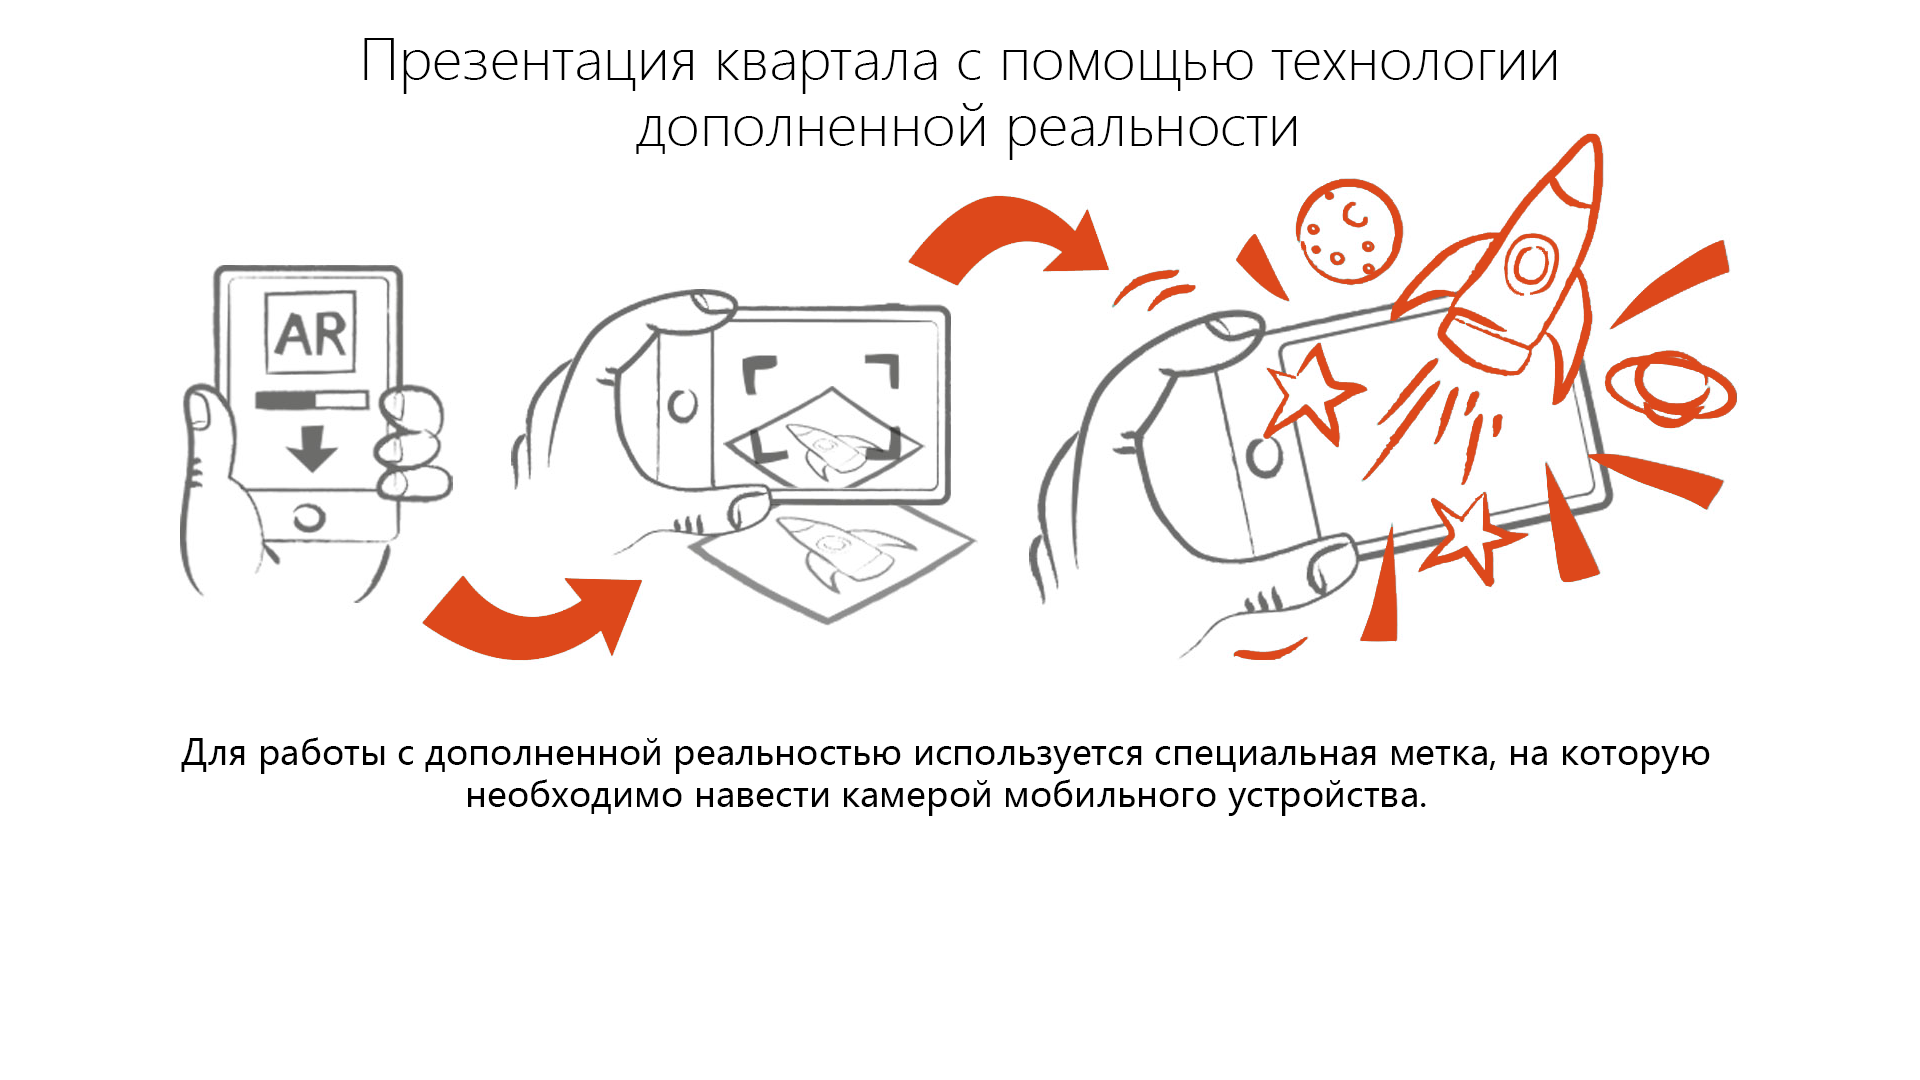 Презентация квартала с помощью технологии
дополненной реальности
AR
Для работы с дополненной реальностью используется специальная метка, на которую
необходимо навести камерой мобильного устройства.